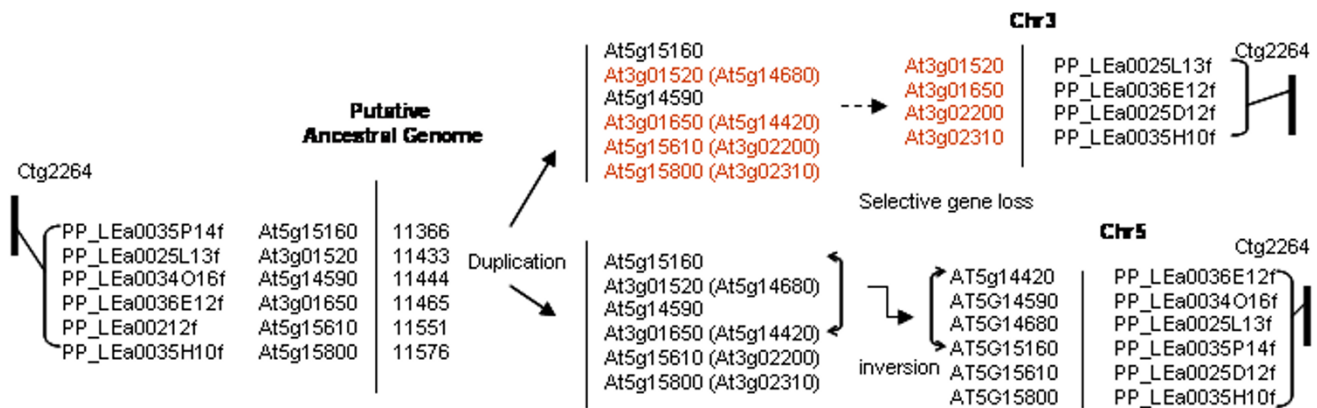 Chr3
Ctg2264
At5g15160
At3g01520 (At5g14680)
At5g14590
At3g01650 (At5g14420)
At5g15610 (At3g02200)
At5g15800 (At3g02310)
At3g01520 PP_LEa0025L13f
At3g01650 PP_LEa0036E12f
At3g02200 PP_LEa0025D12f
At3g02310 PP_LEa0035H10f
Putative
Ancestral Genome
Ctg2264
PP_LEa0035P14f At5g15160 11366
PP_LEa0025L13f At3g01520 11433
PP_LEa0034O16f At5g14590 11444
PP_LEa0036E12f At3g01650 11465
PP_LEa00212f At5g15610 11551
PP_LEa0035H10f At5g15800 11576
Duplication
Selective gene loss
At5g15160
At3g01520 (At5g14680)
At5g14590
At3g01650 (At5g14420)
At5g15610 (At3g02200)
At5g15800 (At3g02310)
inversion
Chr5
Ctg2264
AT5g14420 PP_LEa0036E12f
AT5G14590 PP_LEa0034O16f
AT5G14680 PP_LEa0025L13f
AT5G15160 PP_LEa0035P14f
AT5G15610 PP_LEa0025D12f
AT5G15800 PP_LEa0035H10f